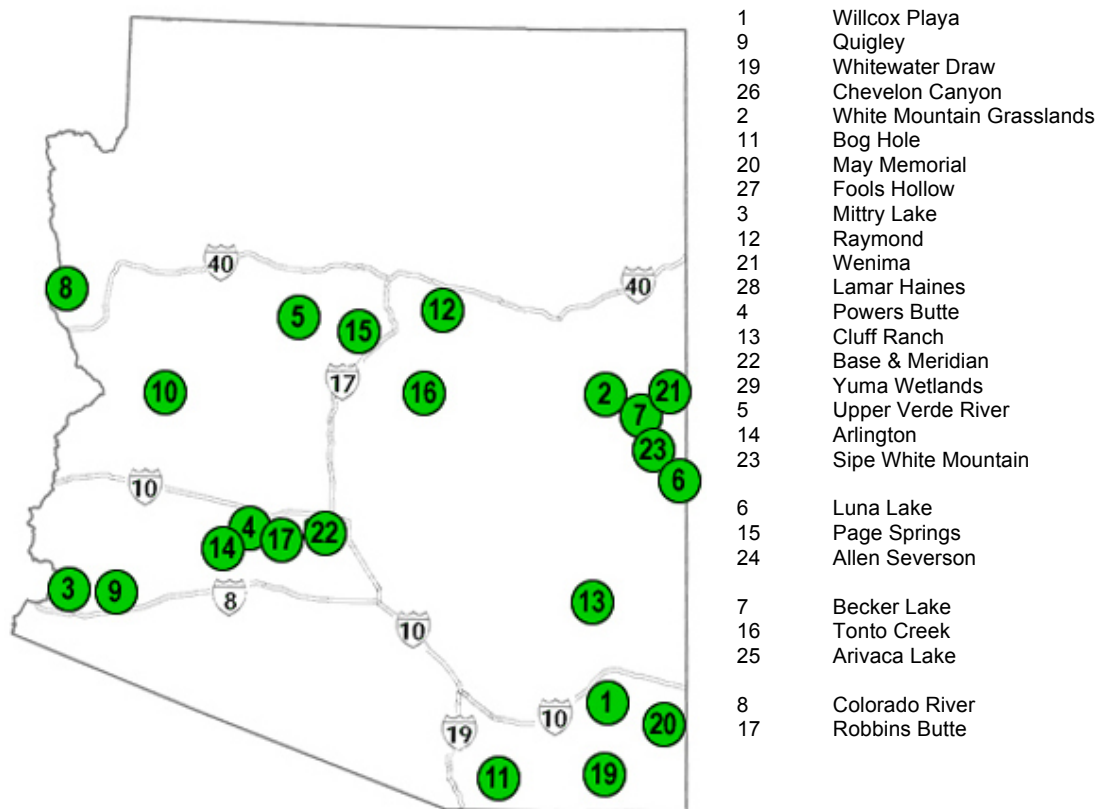 40
40
8
5
12
15
10
17
16
2
21
7
23
6
10
4
22
17
14
3
9
8
13
10
1
10
20
19
11
19
1 Willcox Playa
9 Quigley
19 Whitewater Draw
26 Chevelon Canyon
2 White Mountain Grasslands
11 Bog Hole
20 May Memorial
27 Fools Hollow
3 Mittry Lake
12 Raymond
21 Wenima
28 Lamar Haines
4 Powers Butte
13 Cluff Ranch
22 Base & Meridian
29 Yuma Wetlands
5 Upper Verde River
14 Arlington
23 Sipe White Mountain
6 Luna Lake
15 Page Springs
24 Allen Severson
7 Becker Lake
16 Tonto Creek
25 Arivaca Lake
8 Colorado River
17 Robbins Butte